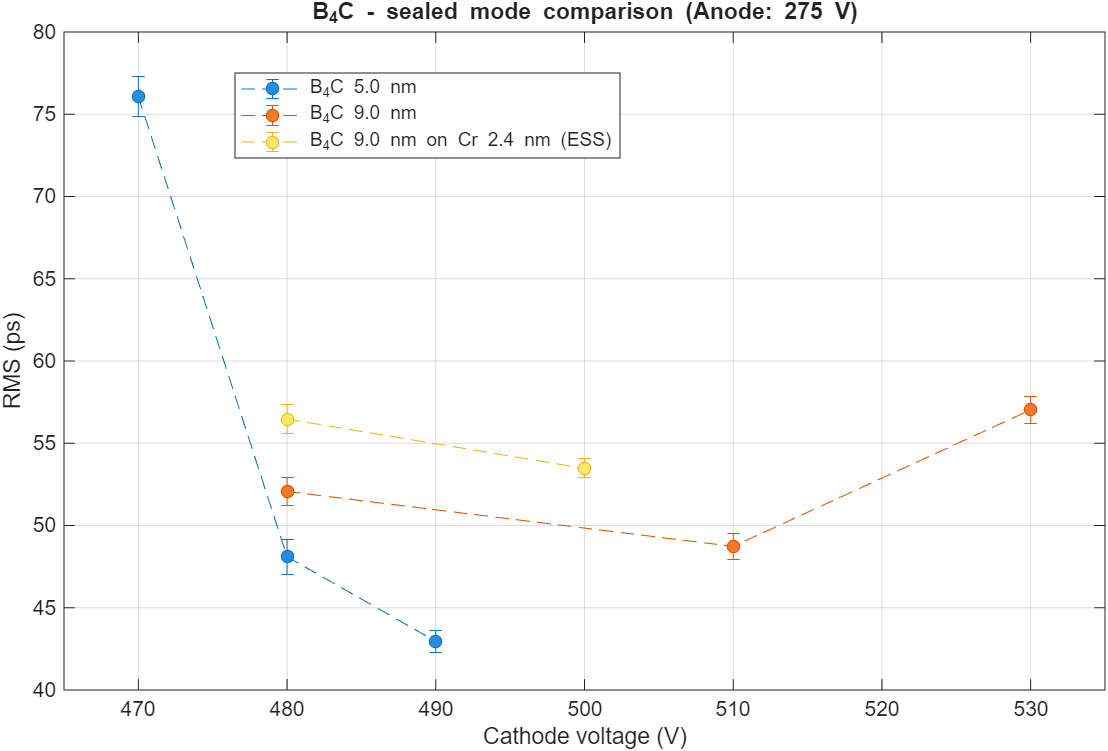 B₄C - sealed mode comparison (Anode: 275 V)
80
75
70
65
60
55
50
45
40
RMS (ps)
B₄C 5.0 nm
B₄C 9.0 nm
B₄C 9.0 nm on Cr 2.4 nm (ESS)
470 480 490 500 510 520 530
Cathode voltage (V)